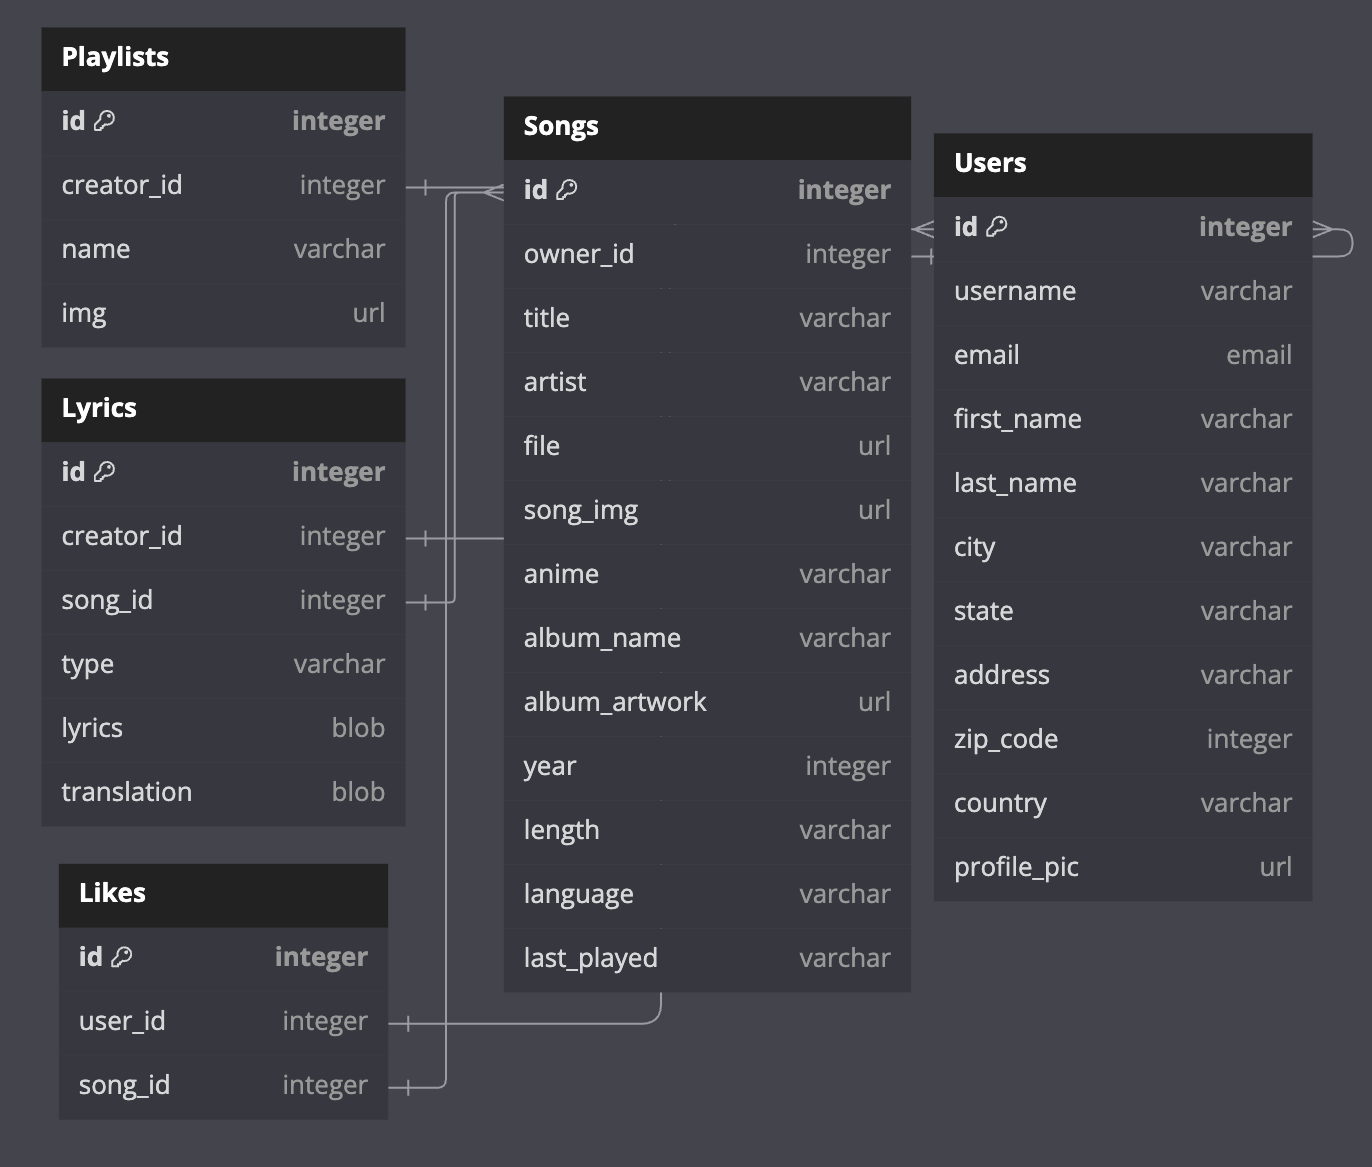 Playlists
id integer
creator_id integer
name varchar
img url
Lyrics
id integer
creator_id integer
song_id integer
type varchar
lyrics blob
translation blob
Likes
id integer
user_id integer
song_id integer
Songs
id integer
owner_id integer
title varchar
artist varchar
file url
song_img url
anime varchar
album_name varchar
album_artwork url
year integer
length varchar
language varchar
last_played varchar
Users
id integer
username varchar
email email
first_name varchar
last_name varchar
city varchar
state varchar
address varchar
zip_code integer
country varchar
profile_pic url